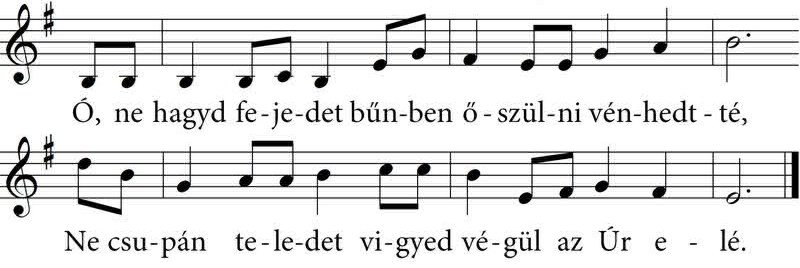 Ó, ne hagyd fe-je-det bűn-ben ő-szül-ni vén-hedt-té,
Ne csu-pán te-le-det vi-gyed vé-gül az Úr e-lé.